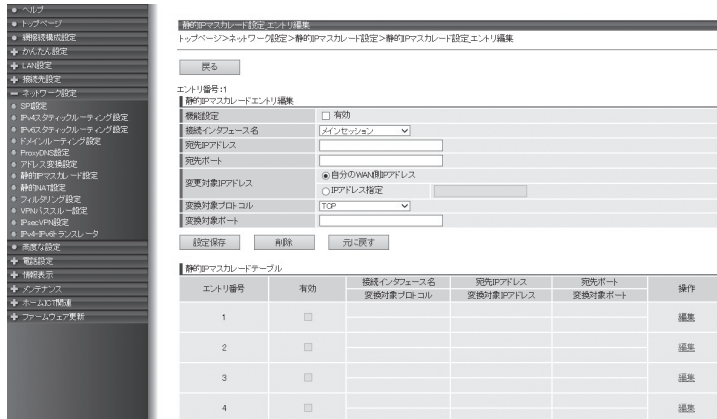 ヘルプ
トップページ
網接続構成設定
かんたん設定
LAN設定
接続先設定
ネットワーク設定
SPI設定
IPv4スタティックルーティング設定
IPv6スタティックルーティング設定
ドメインルーティング設定
ProxyDNS設定
アドレス変換設定
静的IPマスカレード設定
静的NAT設定
フィルタリング設定
VPNパススルー設定
IPsecVPN設定
IPv4-IPv6トランスレータ
高度な設定
電話設定
情報表示
メンテナンス
ホームICT関連
ファームウェア更新
静的IPマスカレード設定_エントリ編集
トップページ>ネットワーク設定>静的IPマスカレード設定>静的IPマスカレード設定_エントリ編集
戻る
エントリ番号:1
静的IPマスカレードエントリ編集
機能設定 有効
接続インタフェース名 メインセッション
宛先IPアドレス
宛先ポート
変更対象IPアドレス 自分のWAN側IPアドレス
IPアドレス指定
変換対象プロトコル TCP
変換対象ポート
設定保存 削除 元に戻す
静的IPマスカレードテーブル
エントリ番号 有効 接続インタフェース名 宛先IPアドレス 宛先ポート 操作
変換対象プロトコル 変換対象IPアドレス 変換対象ポート
1 編集
2 編集
3 編集
4 編集